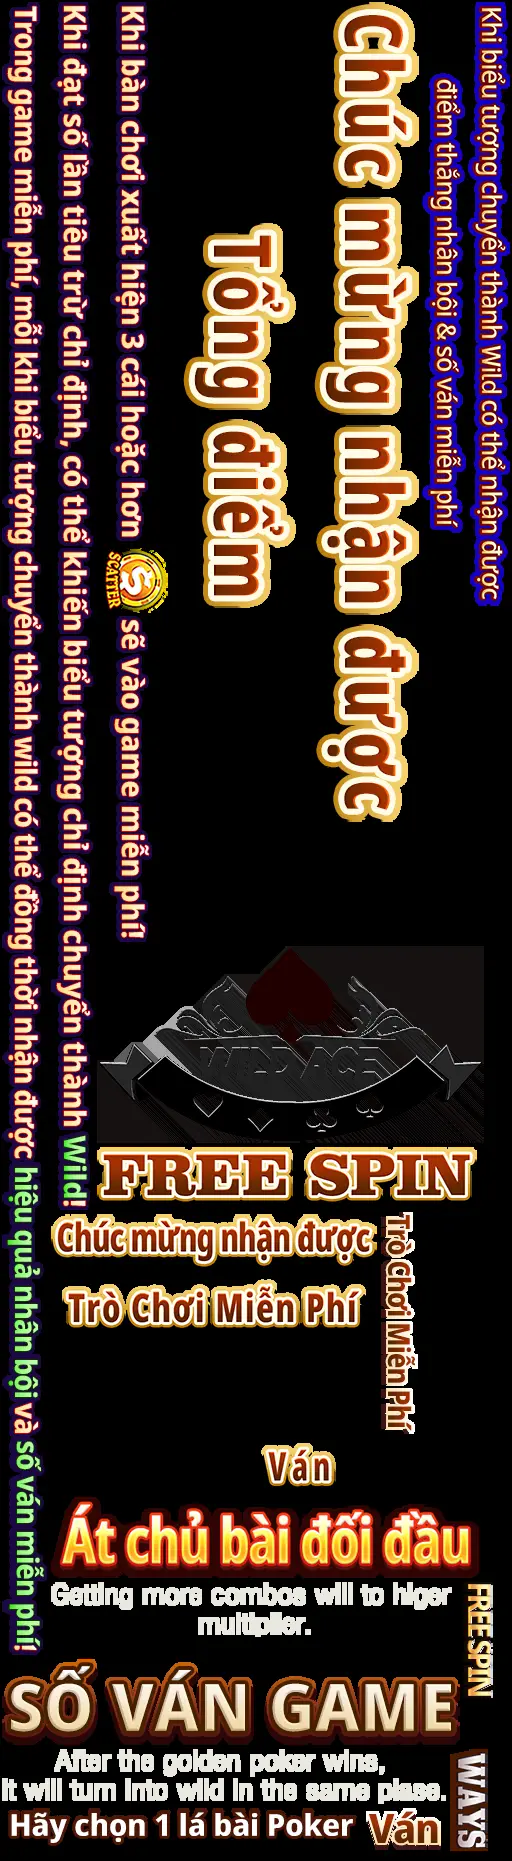 Khi biểu tượng chuyển thành Wild có thể nhận được
điểm thắng nhân bội & số ván miễn phí
Chúc mừng nhận được
Tổng điểm
Khi bàn chơi xuất hiện 3 cái hoặc hơn SCATTER sẽ vào game miễn phí!
Khi đạt số lần tiêu trừ chỉ định, có thể khiến biểu tượng chỉ định chuyển thành Wild!
Trong game miễn phí, mỗi khi biểu tượng chuyển thành wild có thể đồng thời nhận được hiệu quả nhân bội và số ván miễn phí!
WILD ACE
FREE SPIN
Chúc mừng nhận được
Trò Chơi Miễn Phí
Trò Chơi Miễn Phí
Ván
Át chủ bài đối đầu
Getting more combos will to higer
multiplier.
FREE SPIN
SỐ VÁN GAME
After the golden poker wins,
it will turn into wild in the same plase.
WAYS
Hãy chọn 1 lá bài Poker
Ván